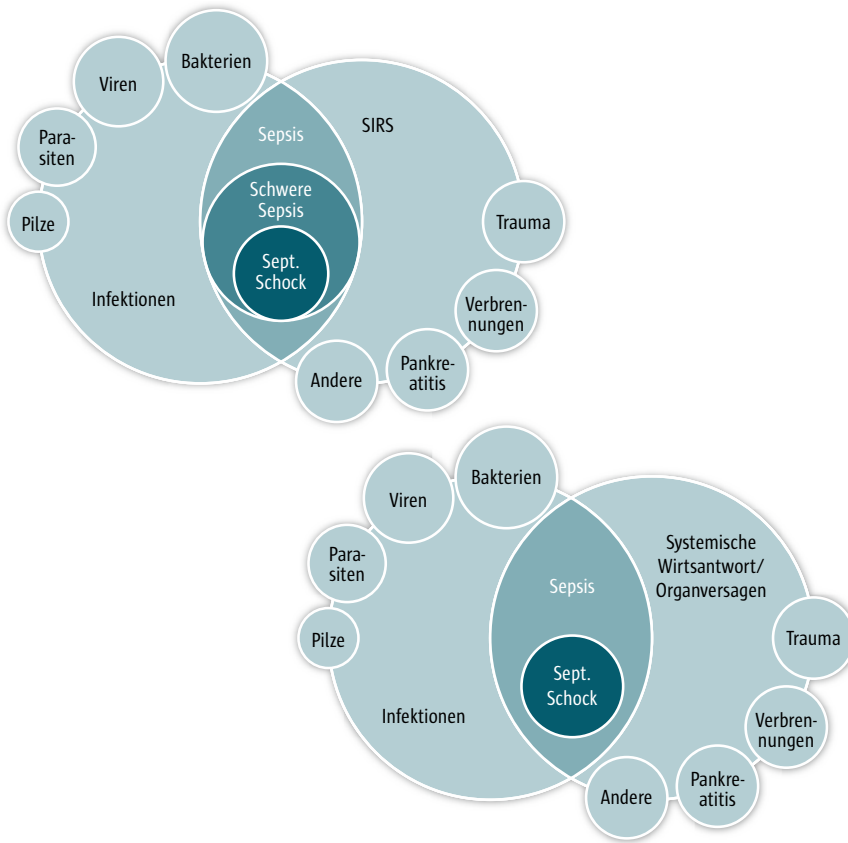 Bakterien
Viren
Para-
siten
Pilze
Infektionen
Sepsis
Schwere
Sepsis
Sept.
Schock
SIRS
Trauma
Verbren-
nungen
Pankre-
atitis
Andere
Bakterien
Viren
Para-
siten
Pilze
Infektionen
Sepsis
Sept.
Schock
Systemische
Wirtsantwort/
Organversagen
Trauma
Verbren-
nungen
Pankre-
atitis
Andere